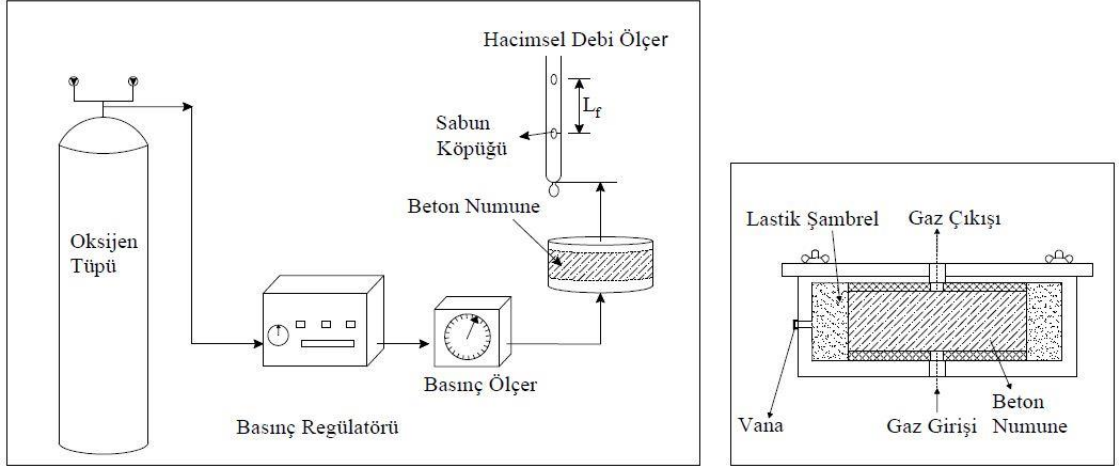 Hacimsel Debi Ölçer
L_f
Sabun
Köpüğü
Beton Numune
Oksijen
Tüpü
Basınç Ölçer
Basınç Regülatörü
Lastik Şambrel
Gaz Çıkışı
Vana
Gaz Girişi
Beton
Numune